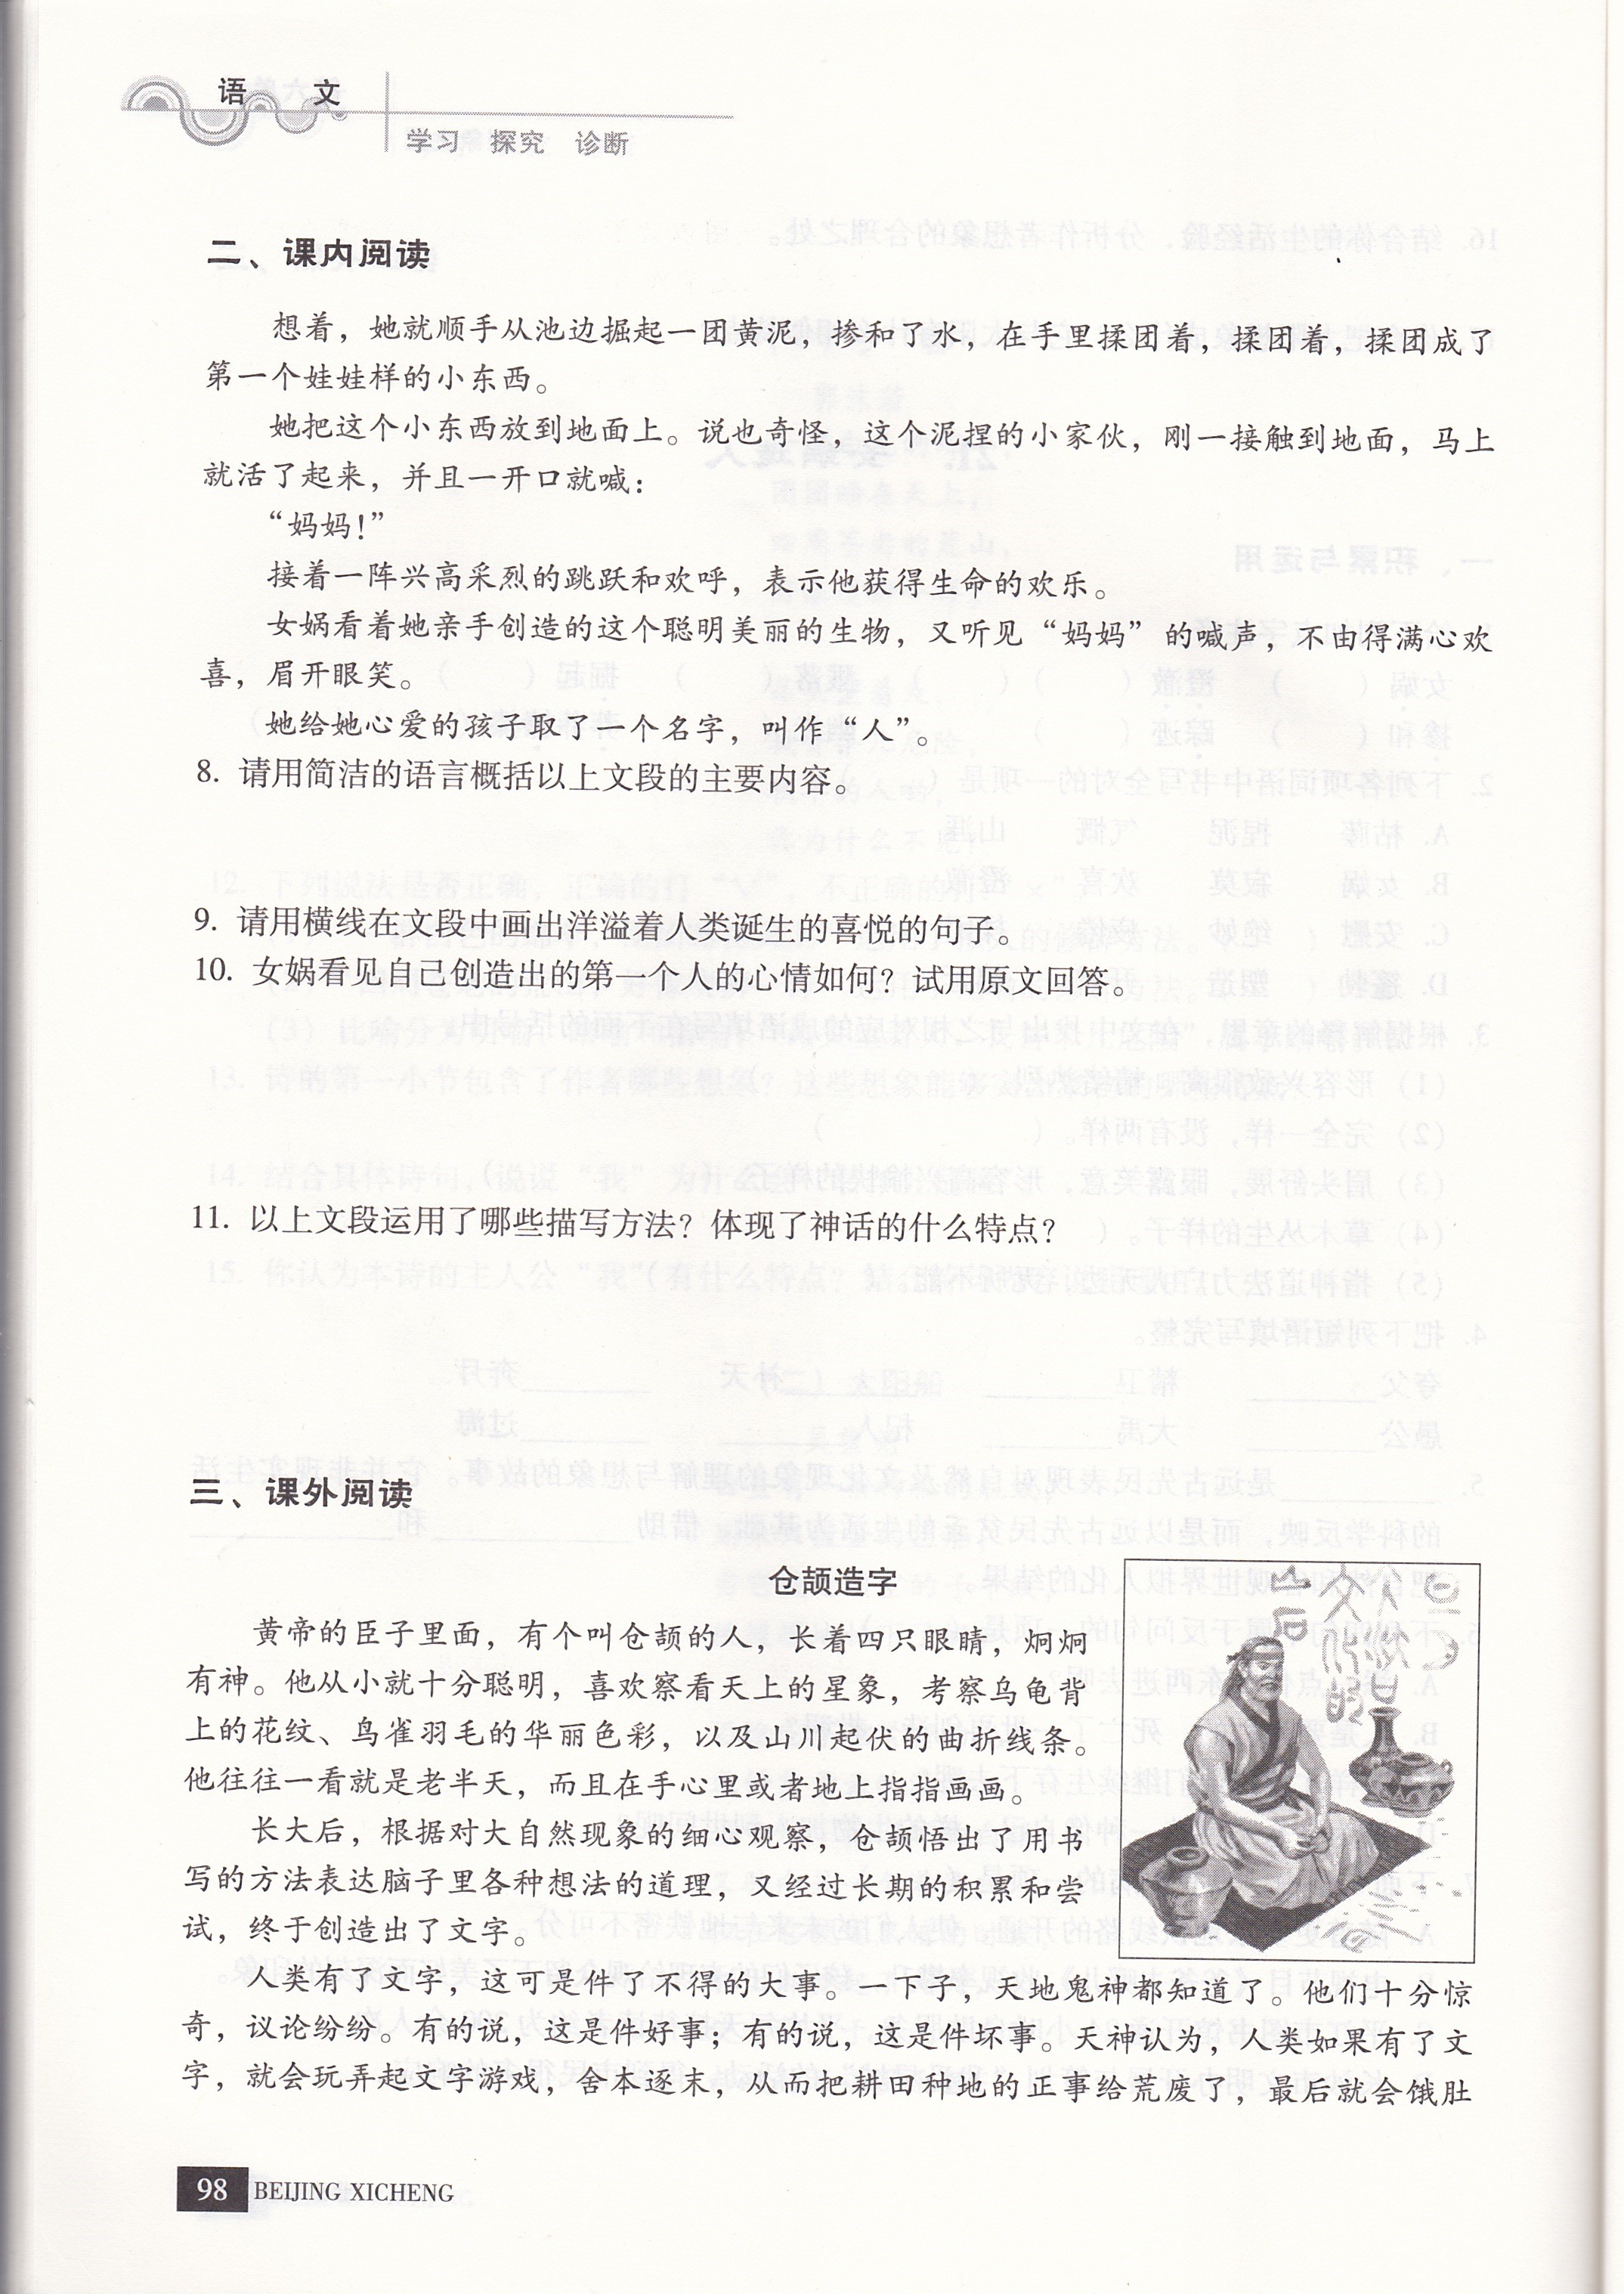 语 文
学习 探究 诊断
二、课内阅读
想着，她就顺手从池边掘起一团黄泥，掺和了水，在手里揉团着，揉团着，揉团成了
第一个娃娃样的小东西。
她把这个小东西放到地面上。说也奇怪，这个泥捏的小家伙，刚一接触到地面，马上
就活了起来，并且一开口就喊：
“妈妈！”
接着一阵兴高采烈的跳跃和欢呼，表示他获得生命的欢乐。
女娲看着她亲手创造的这个聪明美丽的生物，又听见“妈妈”的喊声，不由得满心欢
喜，眉开眼笑。
她给她心爱的孩子取了一个名字，叫作“人”。
8. 请用简洁的语言概括以上文段的主要内容。
9. 请用横线在文段中画出洋溢着人类诞生的喜悦的句子。
10. 女娲看见自己创造出的第一个人的心情如何？试用原文回答。
11. 以上文段运用了哪些描写方法？体现了神话的什么特点？
三、课外阅读
仓颉造字
黄帝的臣子里面，有个叫仓颉的人，长着四只眼睛，炯炯
有神。他从小就十分聪明，喜欢察看天上的星象，考察乌龟背
上的花纹、鸟雀羽毛的华丽色彩，以及山川起伏的曲折线条。
他往往一看就是老半天，而且在手心里或者地上指指画画。
长大后，根据对大自然现象的细心观察，仓颉悟出了用书
写的方法表达脑子里各种想法的道理，又经过长期的积累和尝
试，终于创造出了文字。
人类有了文字，这可是件了不得的大事。一下子，天地鬼神都知道了。他们十分惊
奇，议论纷纷。有的说，这是件好事；有的说，这是件坏事。天神认为，人类如果有了文
字，就会玩弄起文字游戏，舍本逐末，从而把耕田种地的正事给荒废了，最后就会饿肚
98 BEIJING XICHENG